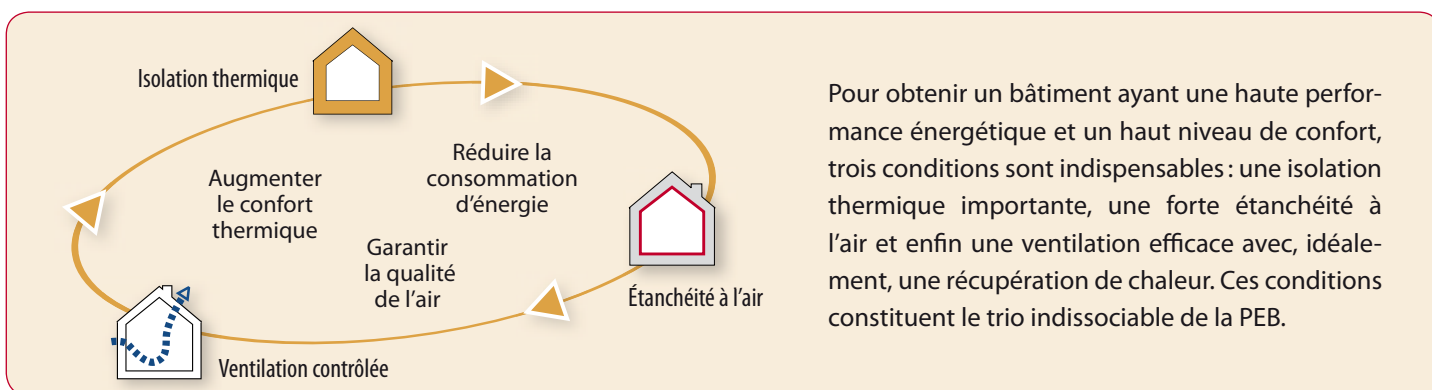 Isolation thermique
Augmenter
le confort
thermique
Réduire la
consommation
d'énergie
Garantir
la qualité
de l'air
Étanchéité à l'air
Ventilation contrôlée
Pour obtenir un bâtiment ayant une haute perfor-
mance énergétique et un haut niveau de confort,
trois conditions sont indispensables : une isolation
thermique importante, une forte étanchéité à
l'air et enfin une ventilation efficace avec, idéale-
ment, une récupération de chaleur. Ces conditions
constituent le trio indissociable de la PEB.